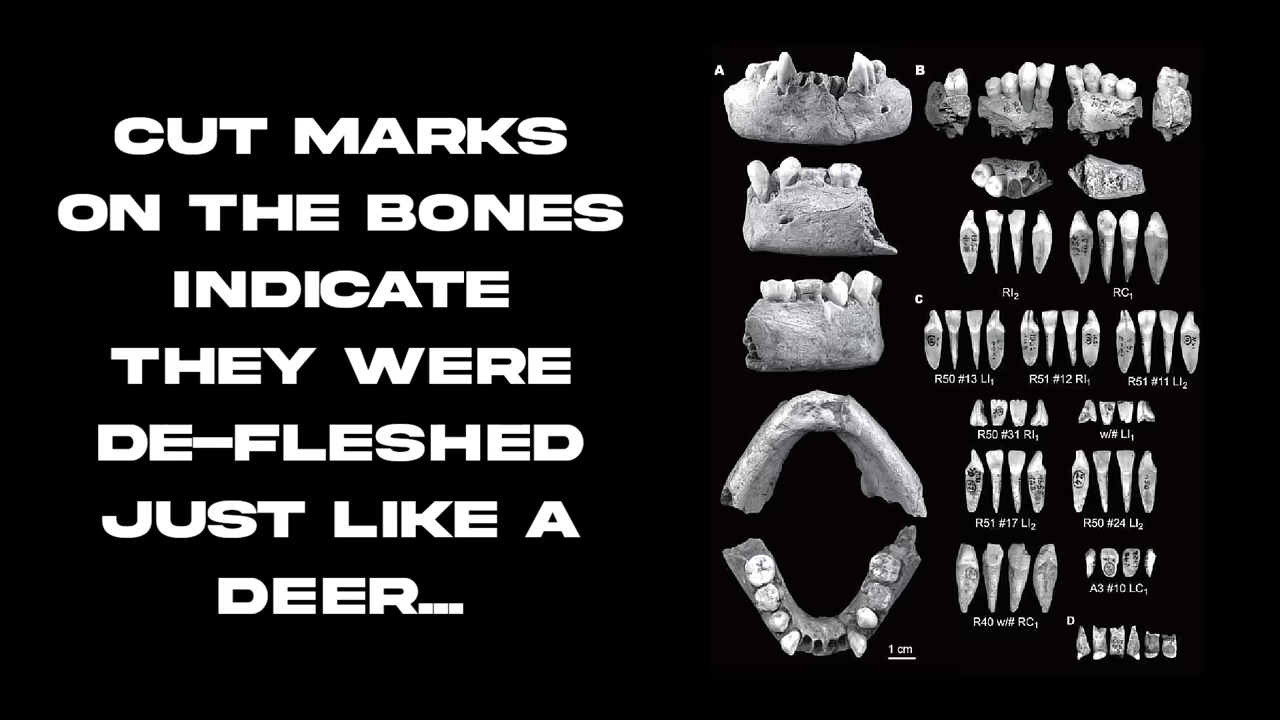 CUT MARKS
ON THE BONES
INDICATE
THEY WERE
DE-FLESHED
JUST LIKE A
DEER...
A
B
RI2
RC1
C
R50 #13 LI1
R51 #12 RI1
R51 #11 LI2
R50 #31 RI1
w/# LI1
R51 #17 LI2
R50 #24 LI2
A3 #10 LC1
R40 w/# RC1
D
1 cm